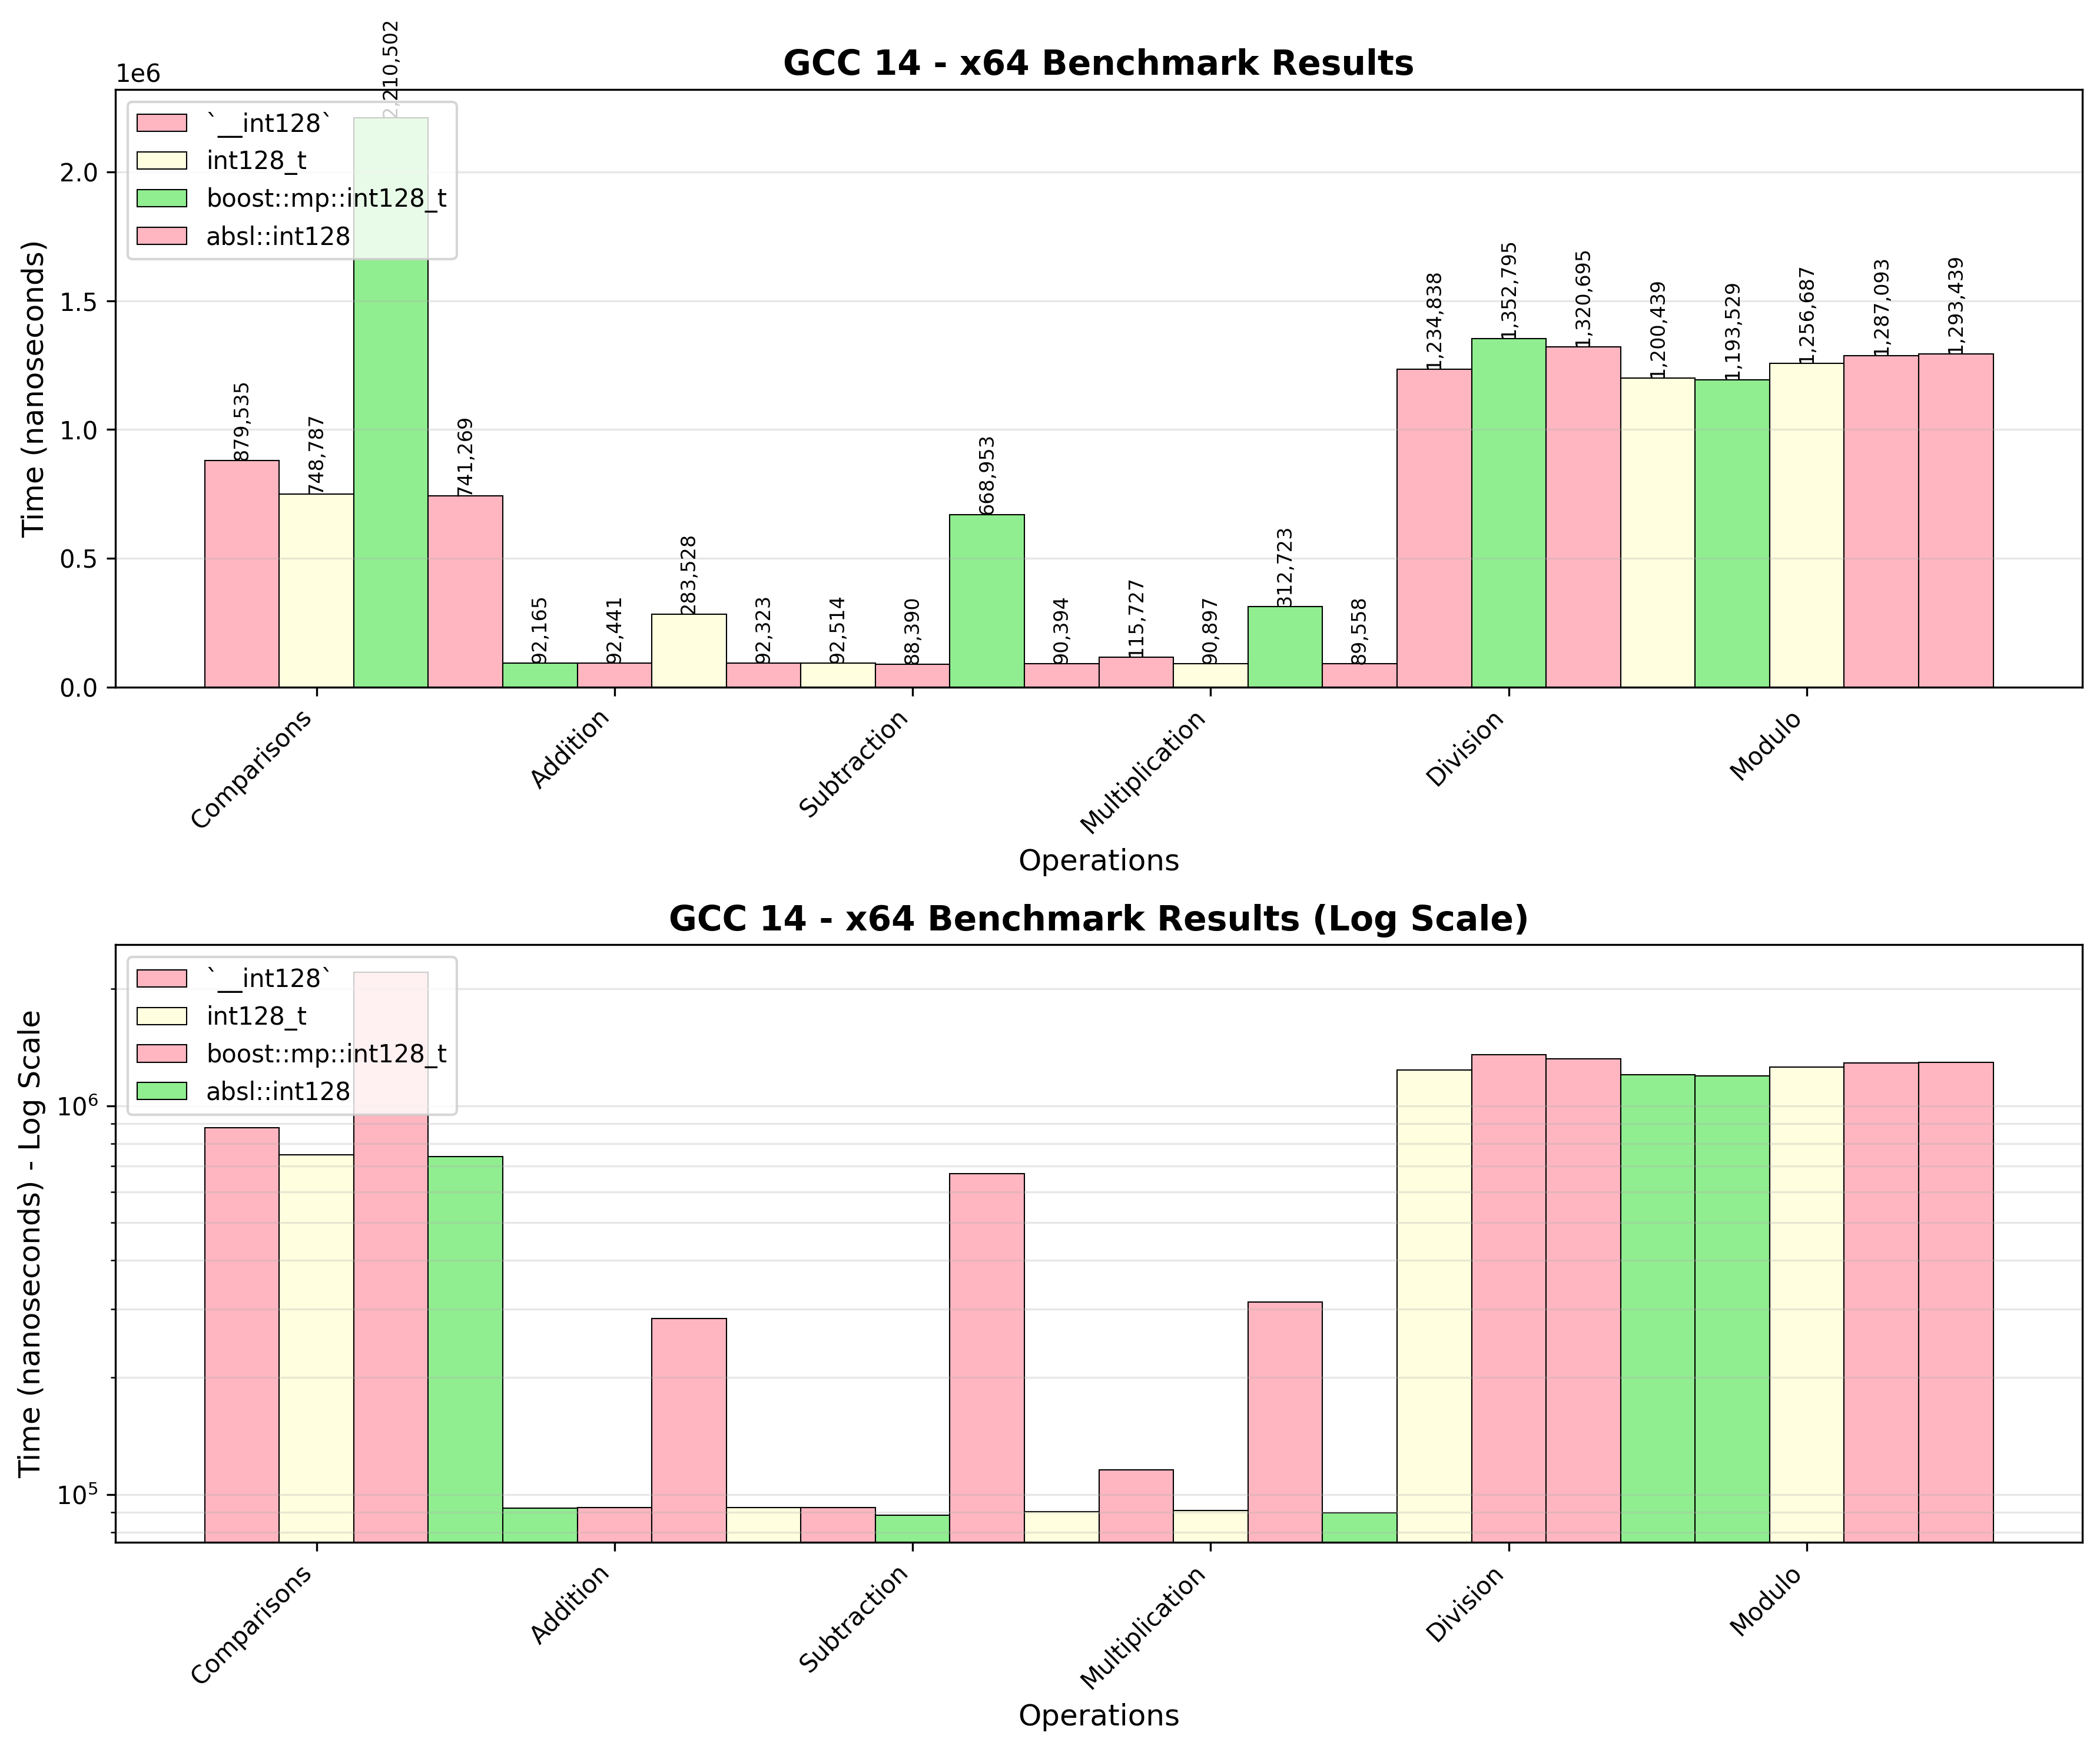 GCC 14 - x64 Benchmark Results
1e6
`__int128`
int128_t
boost::mp::int128_t
absl::int128
Time (nanoseconds)
2.0
1.5
1.0
0.5
0.0
879,535
748,787
2,210,502
741,269
92,165
92,441
283,528
92,323
92,514
88,390
668,953
90,394
115,727
90,897
312,723
89,558
1,234,838
1,352,795
1,320,695
1,200,439
1,193,529
1,256,687
1,287,093
1,293,439
Comparisons
Addition
Subtraction
Multiplication
Division
Modulo
Operations
GCC 14 - x64 Benchmark Results (Log Scale)
`__int128`
int128_t
boost::mp::int128_t
absl::int128
Time (nanoseconds) - Log Scale
10⁶
10⁵
Comparisons
Addition
Subtraction
Multiplication
Division
Modulo
Operations